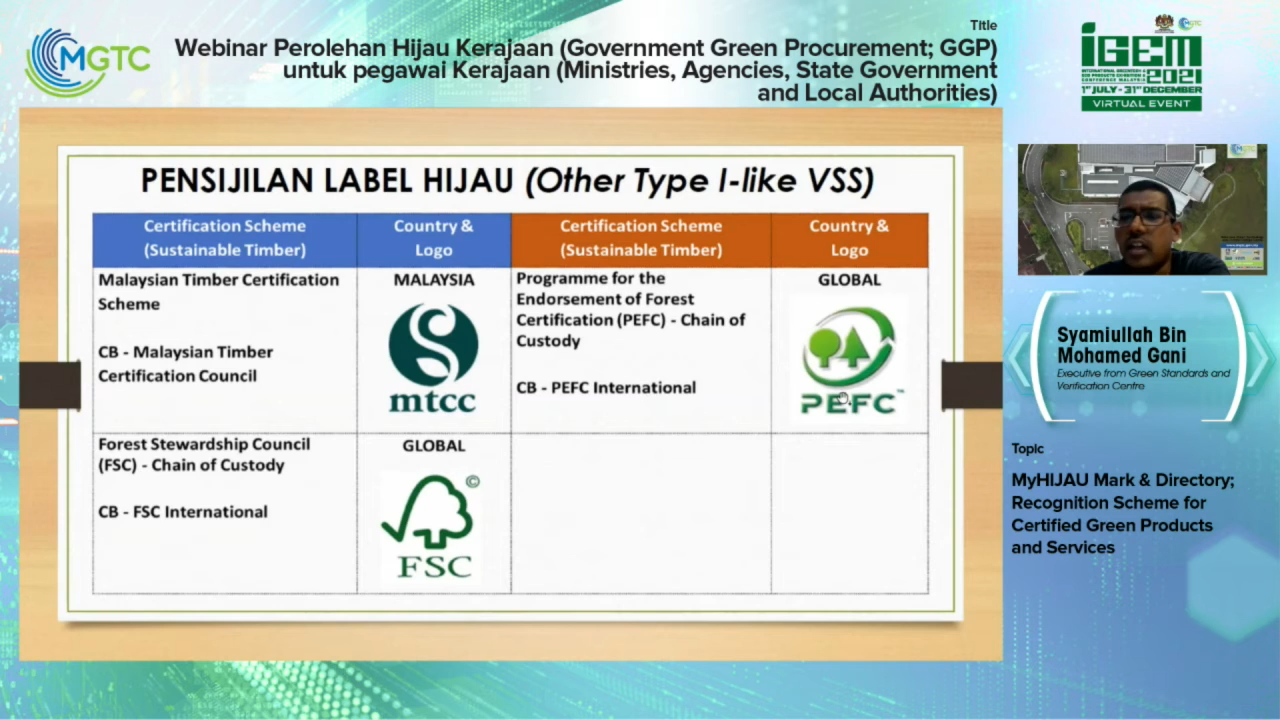 MGTC
Title
Webinar Perolehan Hijau Kerajaan (Government Green Procurement; GGP)
untuk pegawai Kerajaan (Ministries, Agencies, State Government
and Local Authorities)
iGEM
2021
1ST JULY - 31ST DECEMBER
VIRTUAL EVENT
PENSIJILAN LABEL HIJAU (Other Type I-like VSS)
Certification Scheme
(Sustainable Timber)
Country &
Logo
Certification Scheme
(Sustainable Timber)
Country &
Logo
Malaysian Timber Certification
Scheme
CB - Malaysian Timber
Certification Council
MALAYSIA
mtcc
Programme for the
Endorsement of Forest
Certification (PEFC) - Chain of
Custody
CB - PEFC International
GLOBAL
PEFC™
Forest Stewardship Council
(FSC) - Chain of Custody
CB - FSC International
GLOBAL
©
FSC
Syamiullah Bin
Mohamed Gani
Executive from Green Standards and
Verification Centre
Topic
MyHIJAU Mark & Directory;
Recognition Scheme for
Certified Green Products
and Services